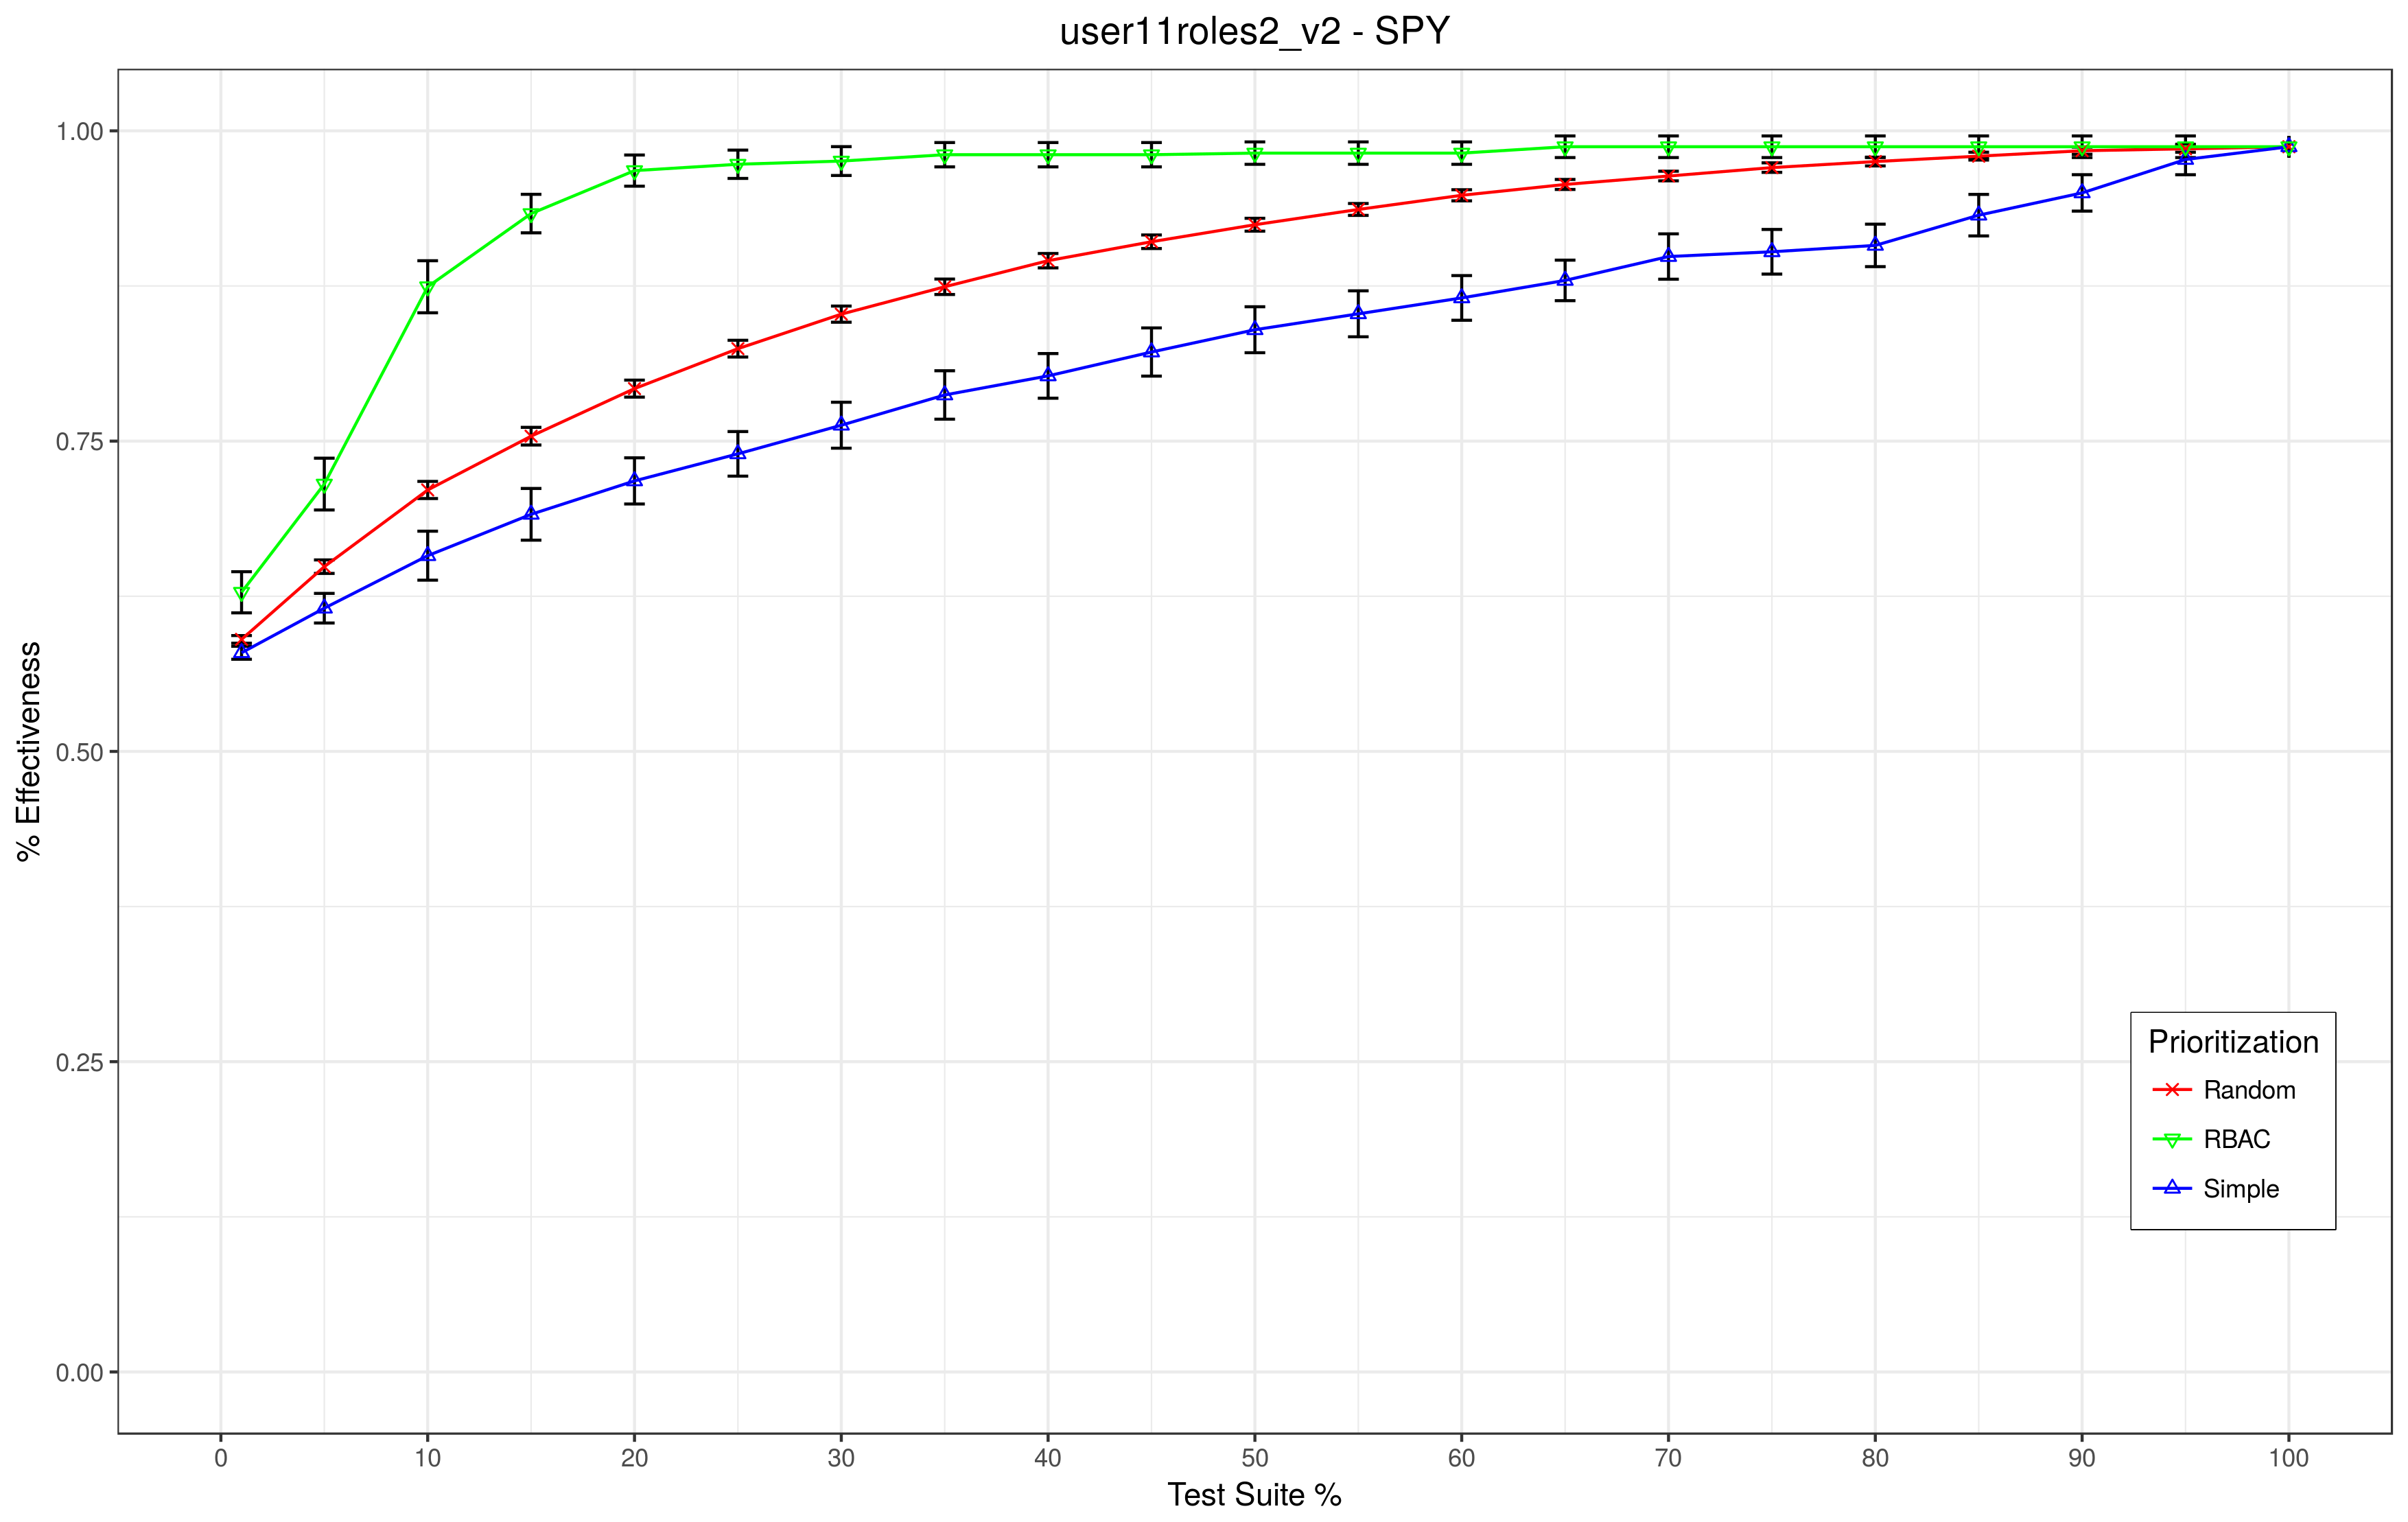 user11roles2_v2 - SPY
% Effectiveness
1.00
0.75
0.50
0.25
0.00
Prioritization
Random
RBAC
Simple
0 10 20 30 40 50 60 70 80 90 100
Test Suite %